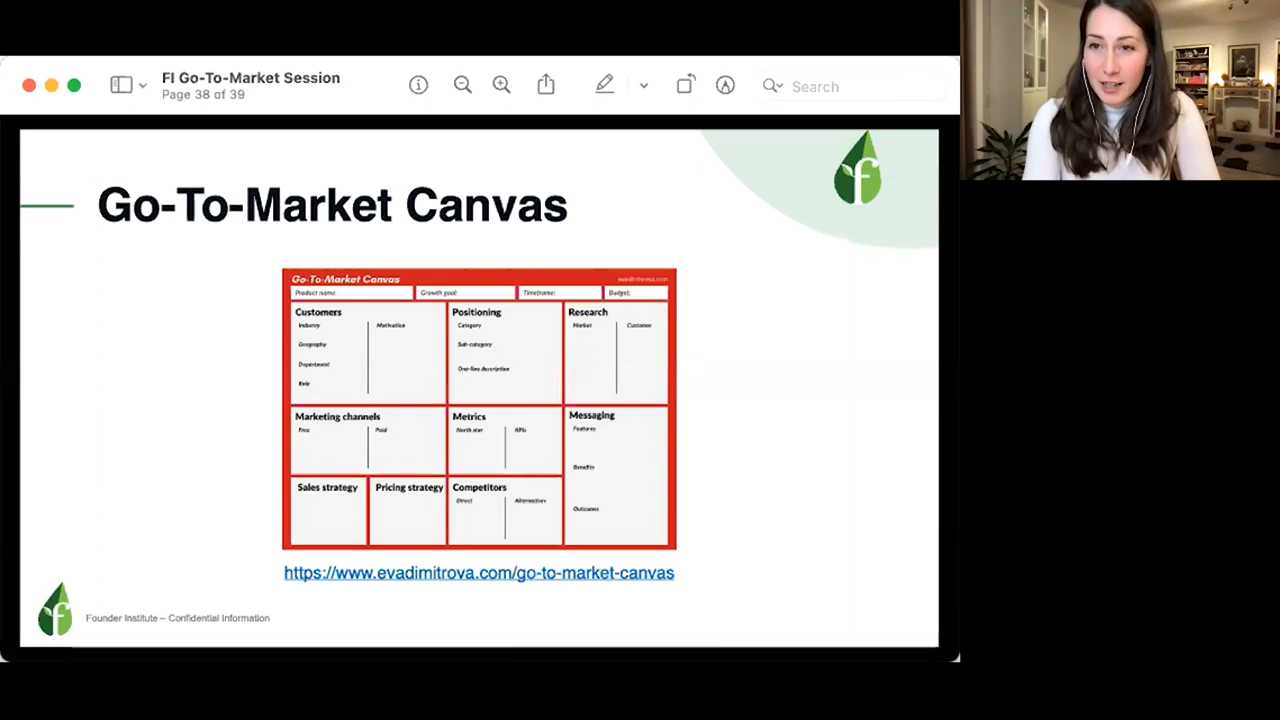 FI Go-To-Market Session
Page 38 of 39
Search
Go-To-Market Canvas
Go-To-Market Canvas
evadimitrova.com
Product name:
Growth goal:
Timeframe:
Budget:
Customers
Industry
Motivation
Geography
Department
Role
Positioning
Category
Sub-category
One-line description
Research
Market
Customer
Marketing channels
Free
Paid
Metrics
North star
KPIs
Messaging
Features
Benefits
Outcomes
Sales strategy
Pricing strategy
Competitors
Direct
Alternatives
https://www.evadimitrova.com/go-to-market-canvas
f
f
Founder Institute – Confidential Information